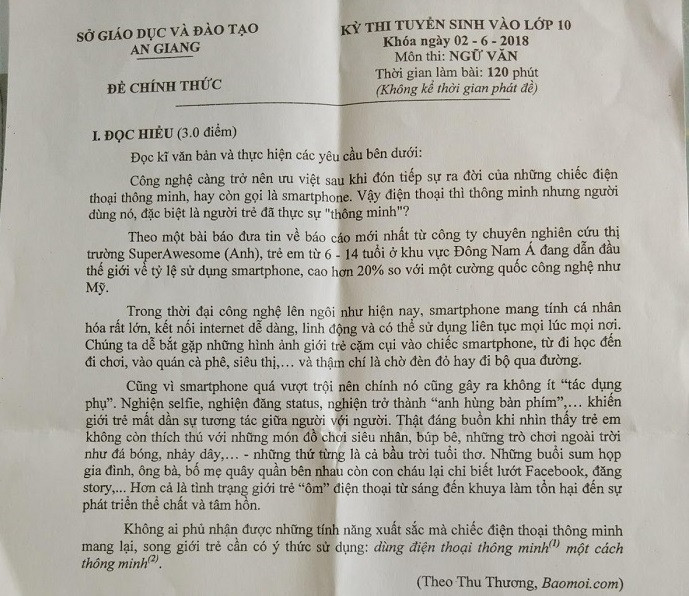 SỞ GIÁO DỤC VÀ ĐÀO TẠO
AN GIANG
ĐỀ CHÍNH THỨC
KỲ THI TUYỂN SINH VÀO LỚP 10
Khóa ngày 02 - 6 - 2018
Môn thi: NGỮ VĂN
Thời gian làm bài: 120 phút
(Không kể thời gian phát đề)
I. ĐỌC HIỂU (3.0 điểm)
Đọc kĩ văn bản và thực hiện các yêu cầu bên dưới:
Công nghệ càng trở nên ưu việt sau khi đón tiếp sự ra đời của những chiếc điện
thoại thông minh, hay còn gọi là smartphone. Vậy điện thoại thì thông minh nhưng người
dùng nó, đặc biệt là người trẻ đã thực sự "thông minh"?
Theo một bài báo đưa tin về báo cáo mới nhất từ công ty chuyên nghiên cứu thị
trường SuperAwesome (Anh), trẻ em từ 6 - 14 tuổi ở khu vực Đông Nam Á đang dẫn đầu
thế giới về tỷ lệ sử dụng smartphone, cao hơn 20% so với một cường quốc công nghệ như
Mỹ.
Trong thời đại công nghệ lên ngôi như hiện nay, smartphone mang tính cá nhân
hóa rất lớn, kết nối internet dễ dàng, linh động và có thể sử dụng liên tục mọi lúc mọi nơi.
Chúng ta dễ bắt gặp những hình ảnh giới trẻ cặm cụi vào chiếc smartphone, từ đi học đến
đi chơi, vào quán cà phê, siêu thị,… và thậm chí là chờ đèn đỏ hay đi bộ qua đường.
Cũng vì smartphone quá vượt trội nên chính nó cũng gây ra không ít “tác dụng
phụ”. Nghiện selfie, nghiện đăng status, nghiện trở thành “anh hùng bàn phím”,… khiến
giới trẻ mất dần sự tương tác giữa người với người. Thật đáng buồn khi nhìn thấy trẻ em
không còn thích thú với những món đồ chơi siêu nhân, búp bê, những trò chơi ngoài trời
như đá bóng, nhảy dây,… - những thứ từng là cả bầu trời tuổi thơ. Những buổi sum họp
gia đình, ông bà, bố mẹ quây quần bên nhau còn con cháu lại chỉ biết lướt Facebook, đăng
story,... Hơn cả là tình trạng giới trẻ “ôm” điện thoại từ sáng đến khuya làm tổn hại đến sự
phát triển thể chất và tâm hồn.
Không ai phủ nhận được những tính năng xuất sắc mà chiếc điện thoại thông minh
mang lại, song giới trẻ cần có ý thức sử dụng: dùng điện thoại thông minh⁽¹⁾ một cách
thông minh⁽²⁾.
(Theo Thu Thương, Baomoi.com)